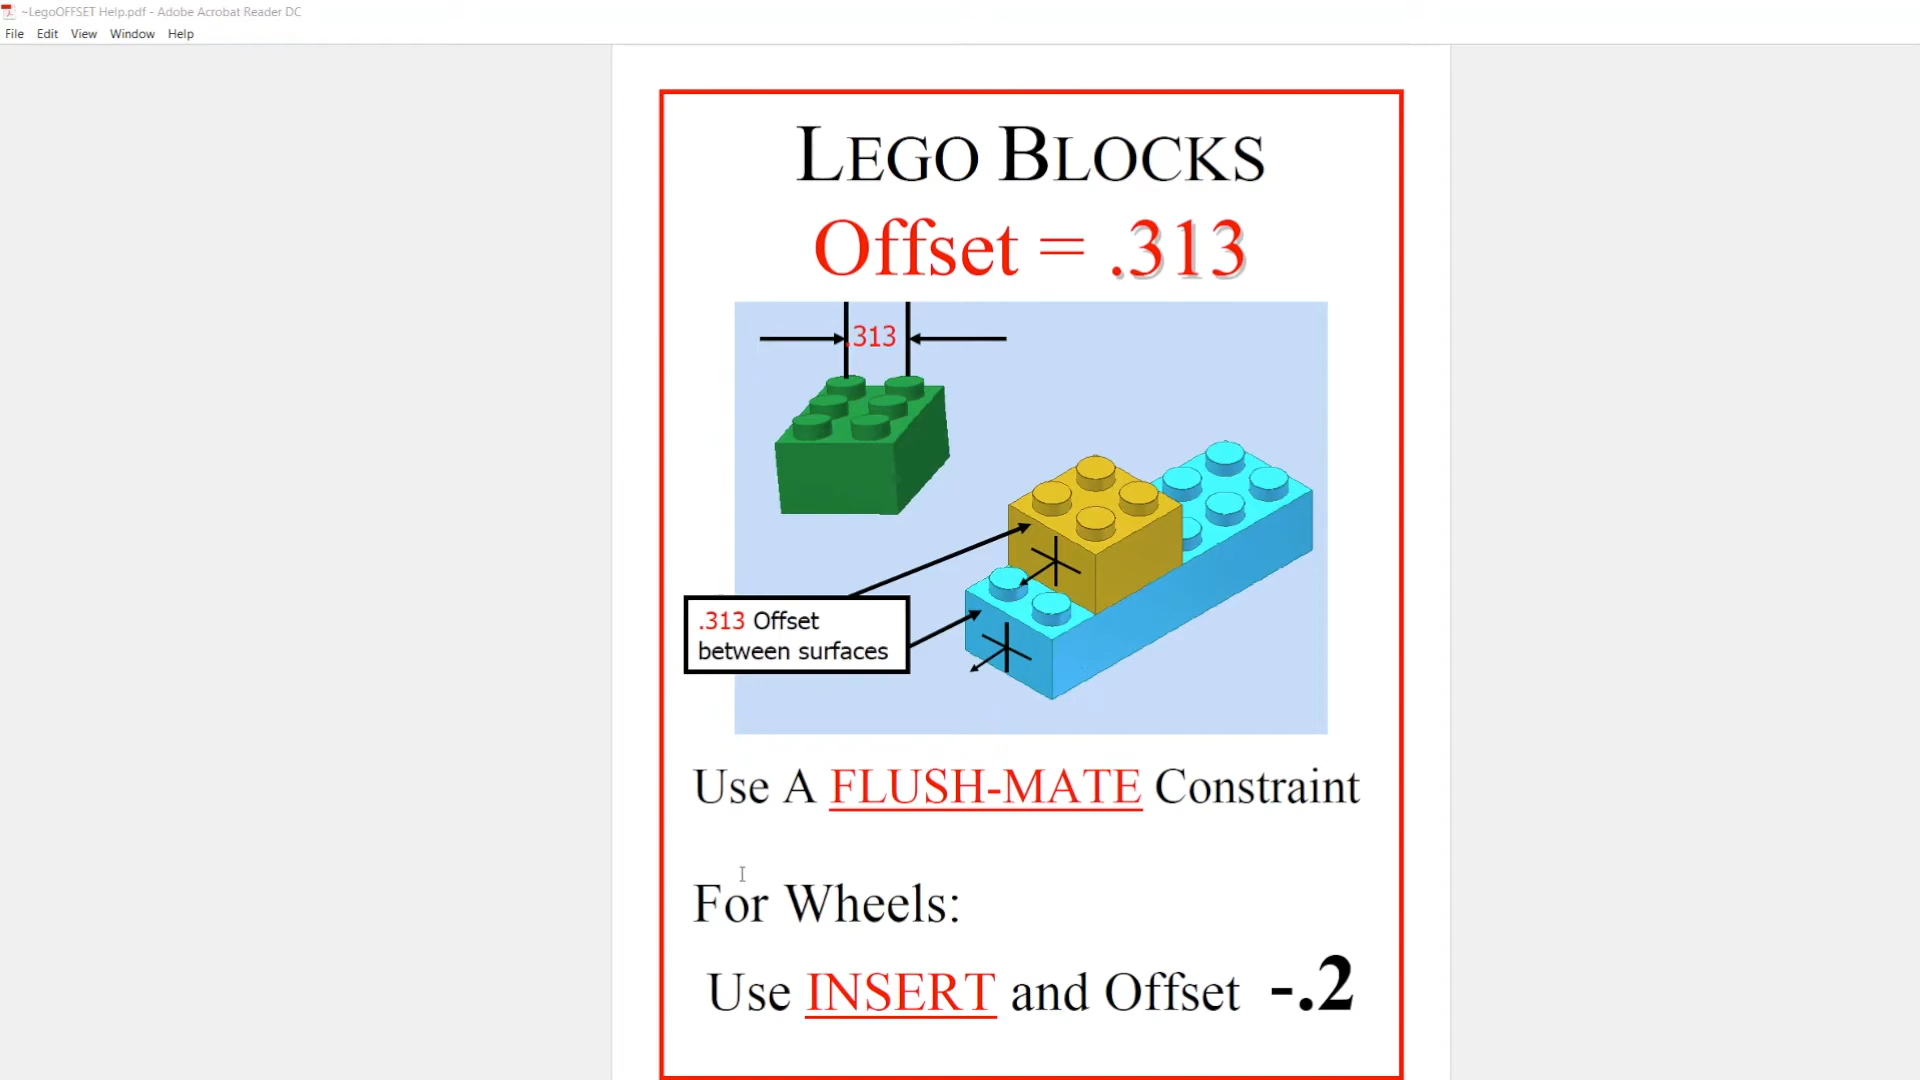 ~LegoOFFSET Help.pdf - Adobe Acrobat Reader DC
File Edit View Window Help
LEGO BLOCKS
Offset = .313
.313
.313 Offset
between surfaces
Use A FLUSH-MATE Constraint
For Wheels:
Use INSERT and Offset -.2